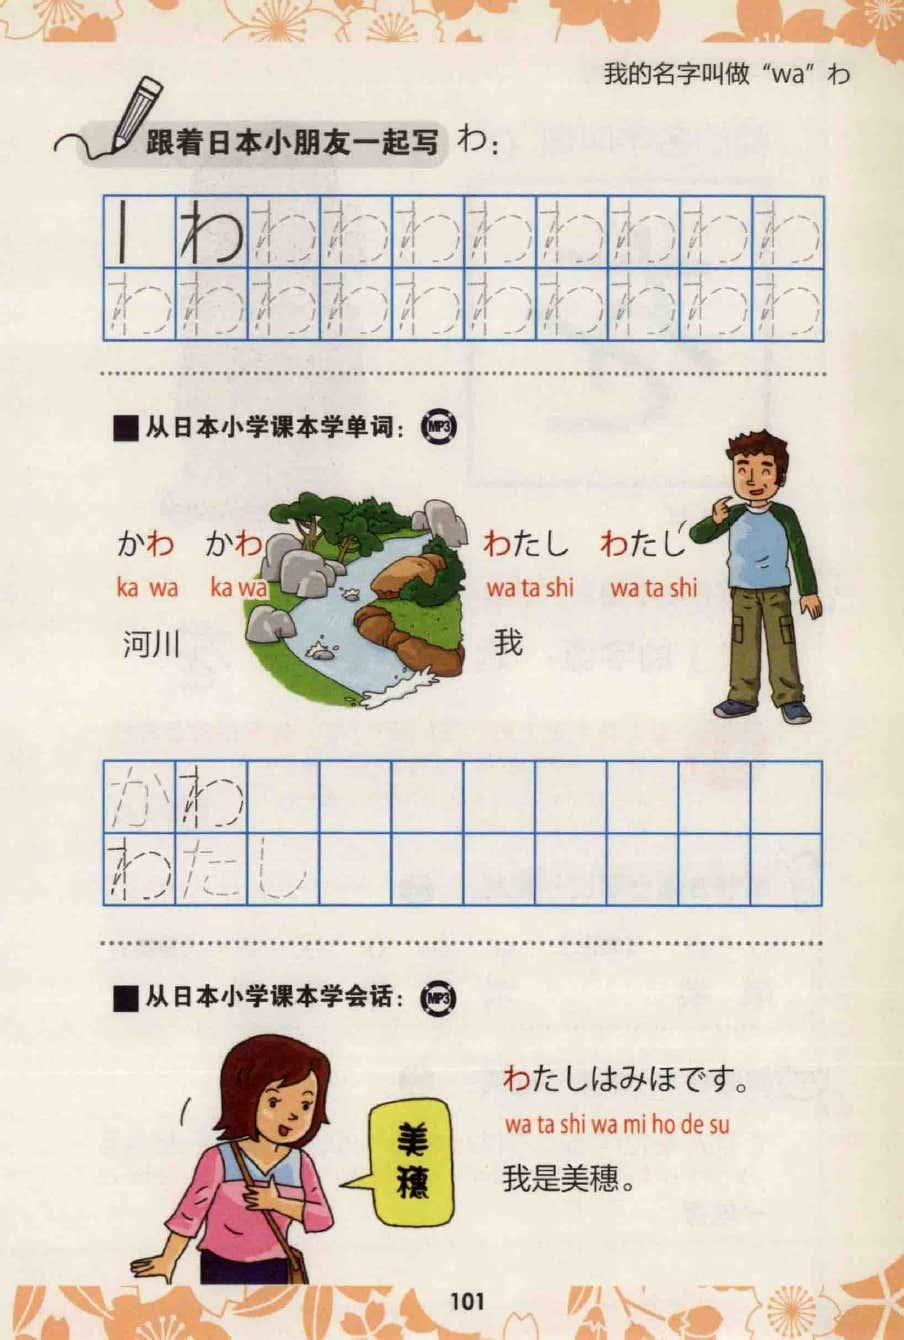 我的名字叫做“wa”わ
跟着日本小朋友一起写 わ:
丨わわわわわわわわわ
わわわわわわわわわわ
■从日本小学课本学单词: MP3
かわ かわ わたし わたし
ka wa ka wa wa ta shi wa ta shi
河川 我
かわ
わたし
■从日本小学课本学会话: MP3
わたしはみほです。
wa ta shi wa mi ho de su
我是美穗。
美
穗
101